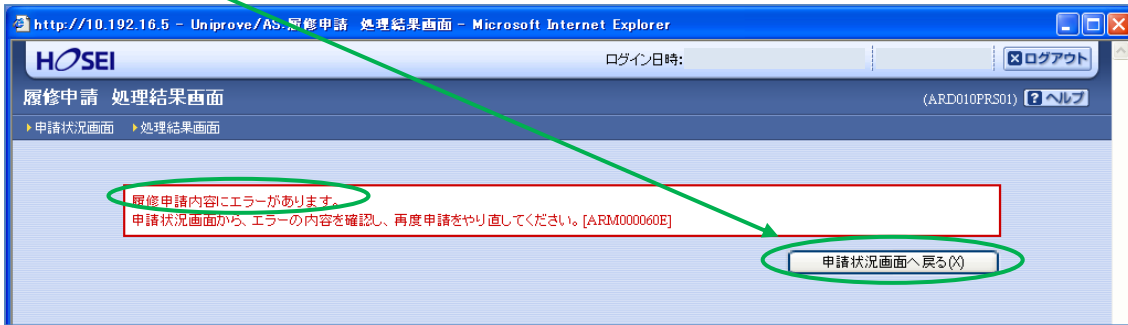 http://10.192.16.5 - Uniprove/AS:履修申請 処理結果画面 - Microsoft Internet Explorer
HOSEI ログイン日時: ログアウト
履修申請 処理結果画面 (ARD010PRS01) ? ヘルプ
申請状況画面 処理結果画面
履修申請内容にエラーがあります。
申請状況画面から、エラーの内容を確認し、再度申請をやり直してください。[ARM000060E]
申請状況画面へ戻る(X)